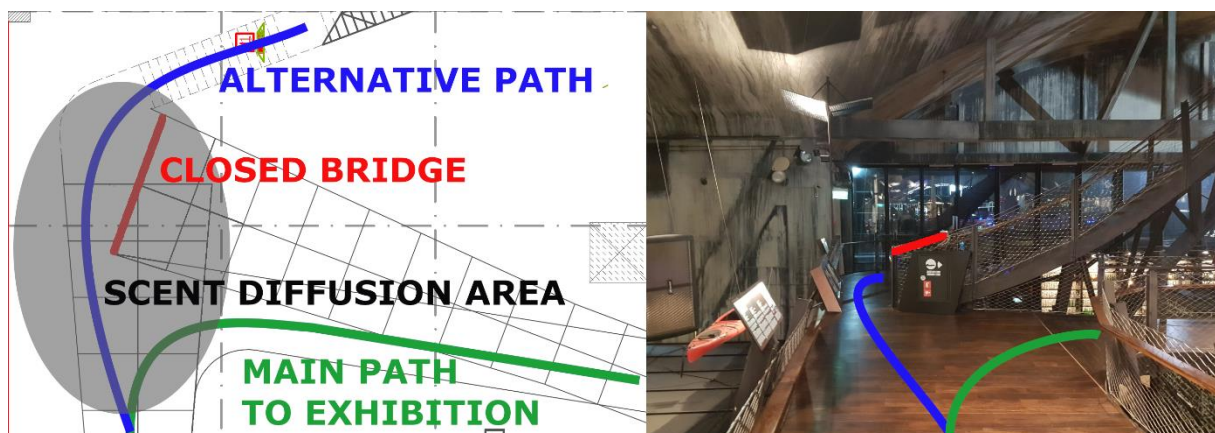 ALTERNATIVE PATH
CLOSED BRIDGE
SCENT DIFFUSION AREA
MAIN PATH
TO EXHIBITION